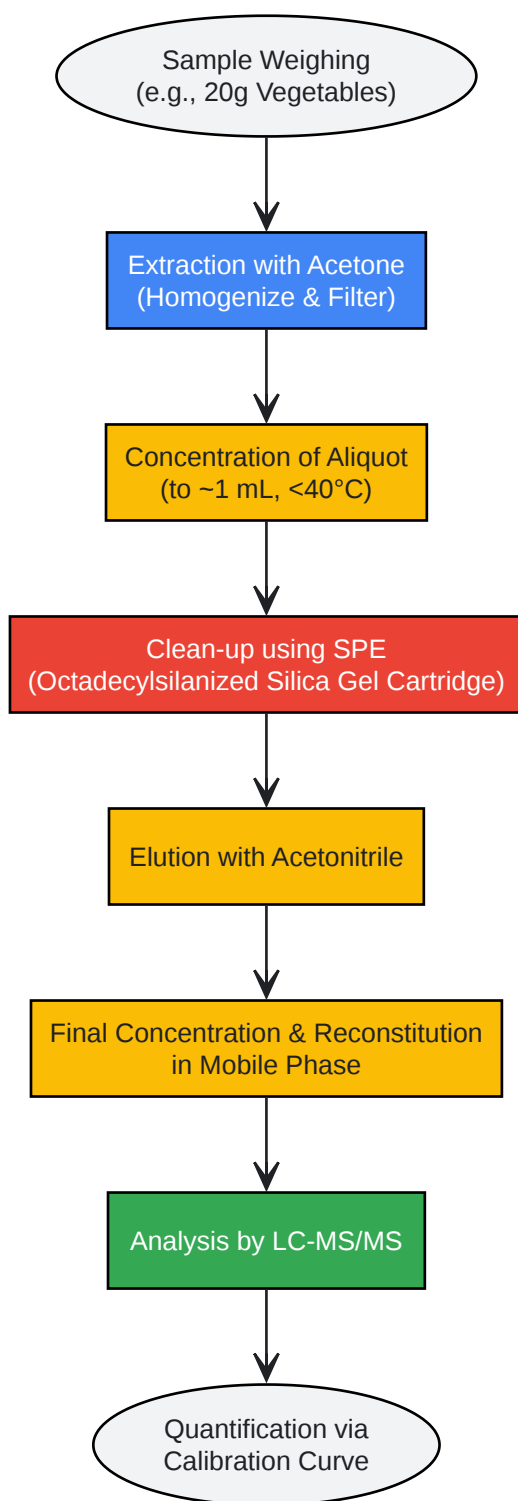 Sample Weighing
(e.g., 20g Vegetables)
Extraction with Acetone
(Homogenize & Filter)
Concentration of Aliquot
(to ~1 mL, <40°C)
Clean-up using SPE
(Octadecylsilanized Silica Gel Cartridge)
Elution with Acetonitrile
Final Concentration & Reconstitution
in Mobile Phase
Analysis by LC-MS/MS
Quantification via
Calibration Curve